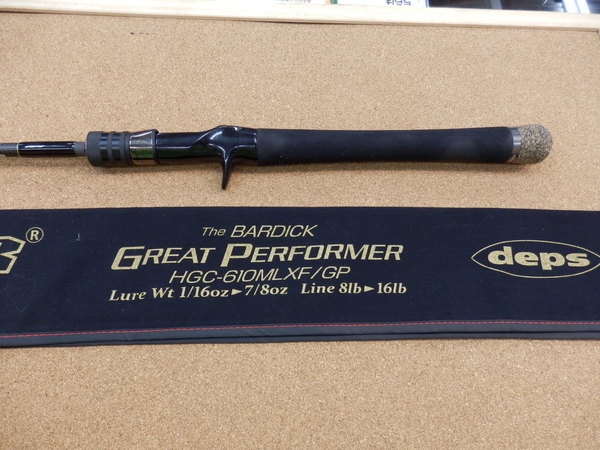 The BARDICK
GREAT PERFORMER
HGC-610MLXF/GP
Lure Wt 1/16oz►7/8oz Line 8lb►16lb
®
deps